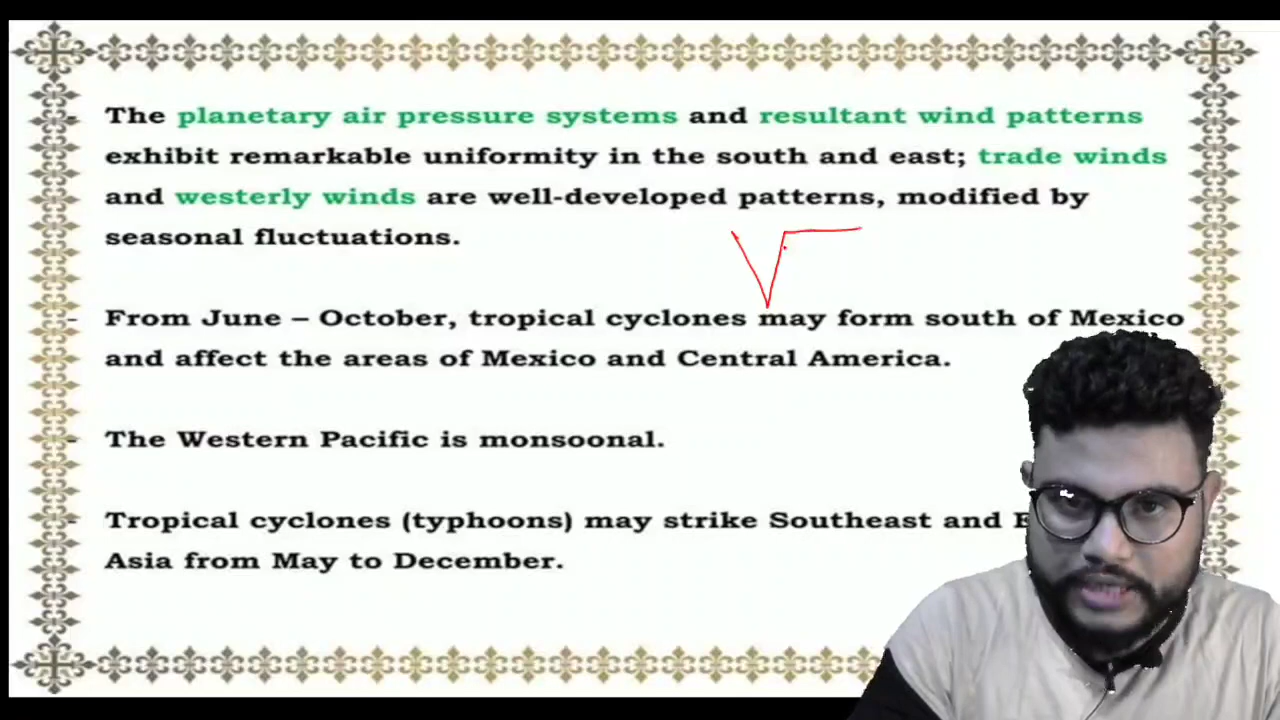 - The planetary air pressure systems and resultant wind patterns
exhibit remarkable uniformity in the south and east; trade winds
and westerly winds are well-developed patterns, modified by
seasonal fluctuations.
- From June – October, tropical cyclones may form south of Mexico
and affect the areas of Mexico and Central America.
- The Western Pacific is monsoonal.
- Tropical cyclones (typhoons) may strike Southeast and
Asia from May to December.